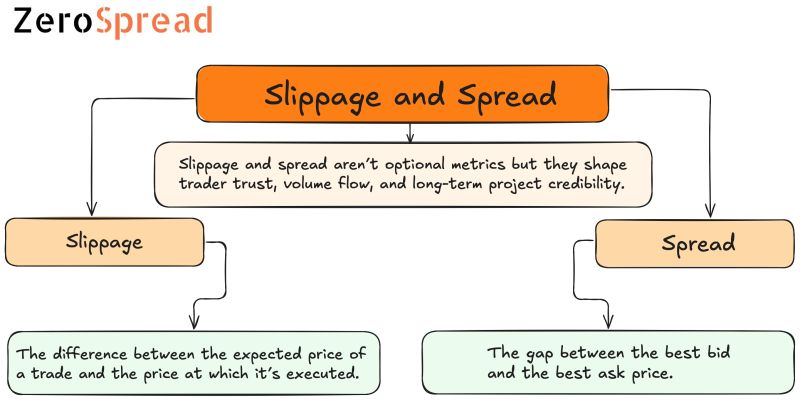 ZeroSpread
Slippage and Spread
Slippage and spread aren't optional metrics but they shape
trader trust, volume flow, and long-term project credibility.
Slippage
Spread
The difference between the expected price of
a trade and the price at which it's executed.
The gap between the best bid
and the best ask price.